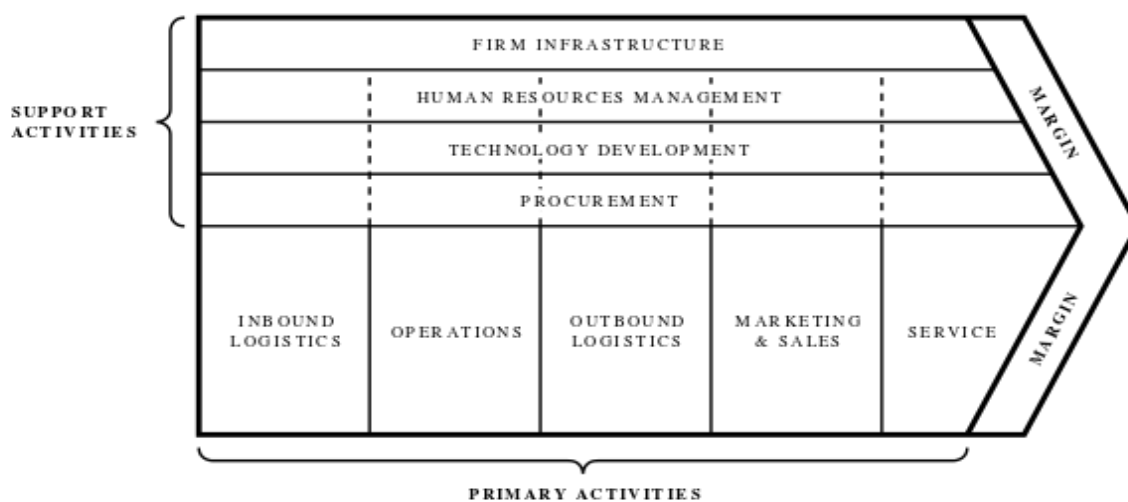 FIRM INFRASTRUCTURE
HUMAN RESOURCES MANAGEMENT
SUPPORT
ACTIVITIES
TECHNOLOGY DEVELOPMENT
PROCUREMENT
MARGIN
INBOUND
LOGISTICS
OPERATIONS
OUTBOUND
LOGISTICS
MARKETING
& SALES
SERVICE
MARGIN
PRIMARY ACTIVITIES